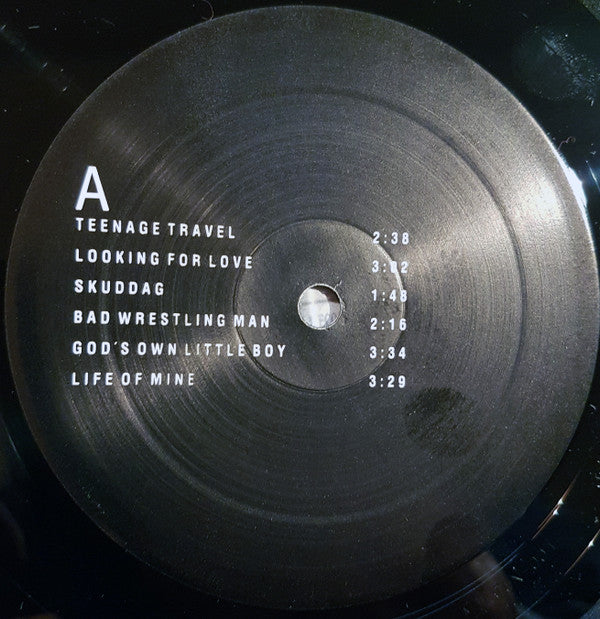 A
TEENAGE TRAVEL 2:38
LOOKING FOR LOVE 3:02
SKUDDAG 1:48
BAD WRESTLING MAN 2:16
GOD'S OWN LITTLE BOY 3:34
LIFE OF MINE 3:29